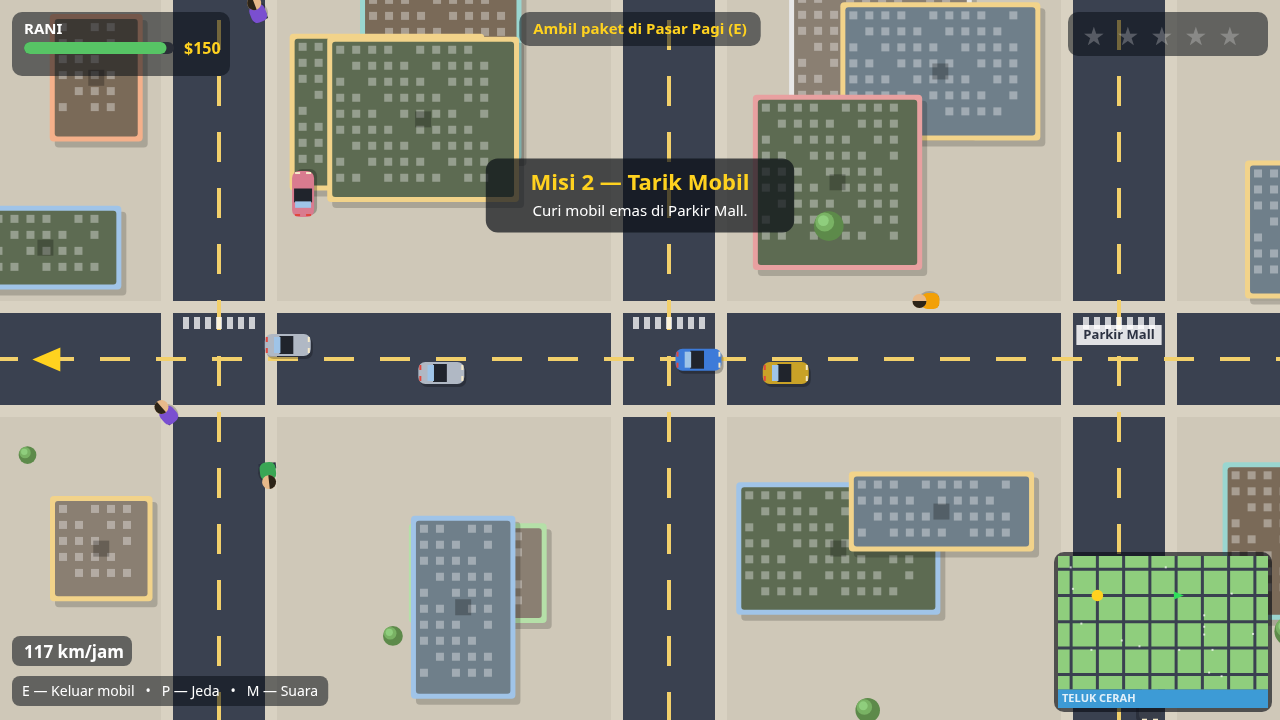 RANI
$150
Ambil paket di Pasar Pagi (E)
★ ★ ★ ★ ★
Misi 2 — Tarik Mobil
Curi mobil emas di Parkir Mall.
Parkir Mall
117 km/jam
E — Keluar mobil • P — Jeda • M — Suara
TELUK CERAH